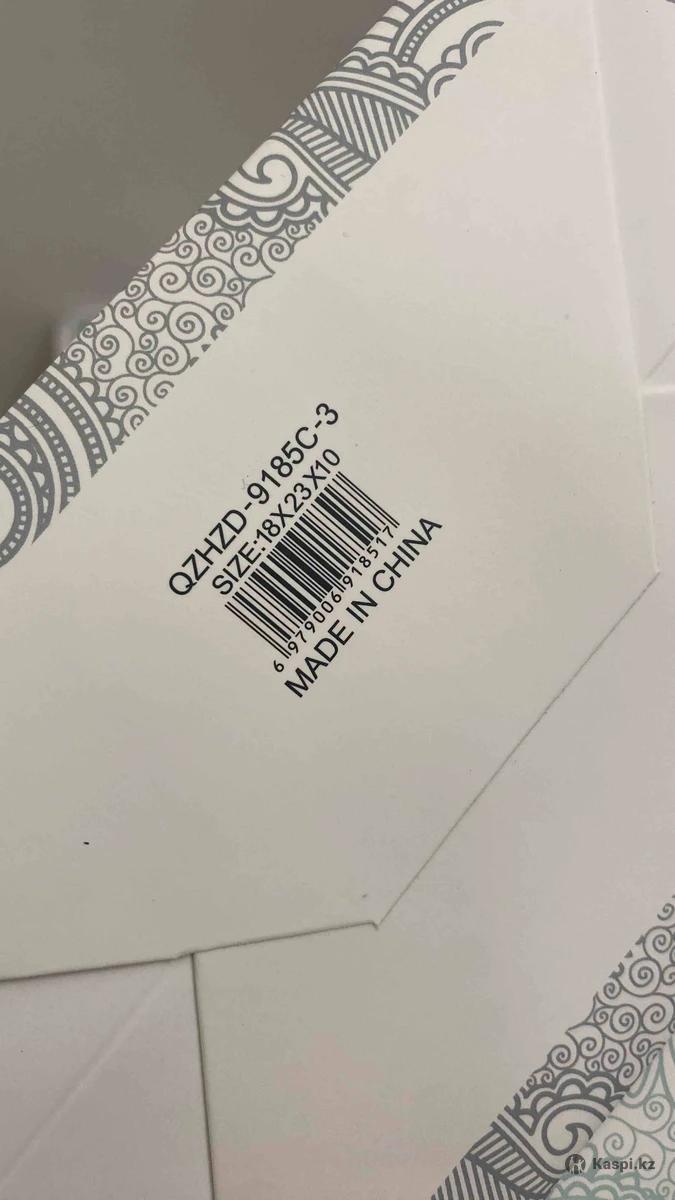 QZHZD-9185C-3
SIZE:18X23X10
6 979006 918517
MADE IN CHINA
Kaspi.kz